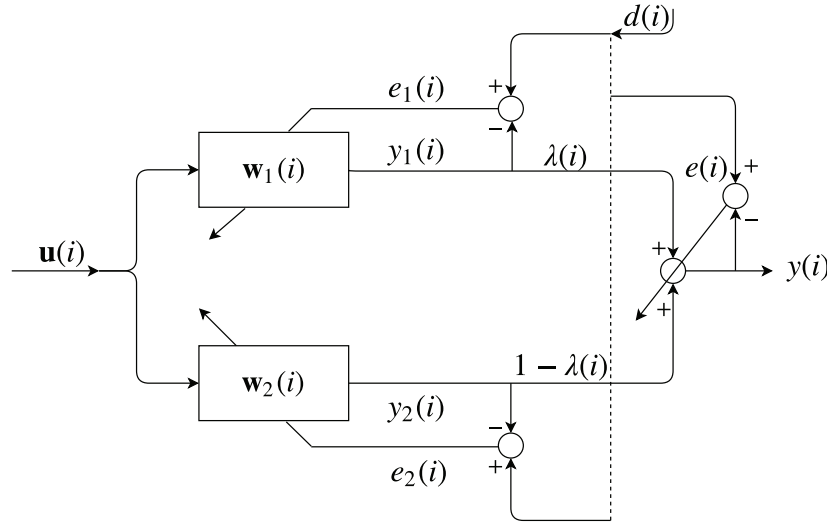 d(i)
+
e₁(i)
−
y₁(i)
λ(i)
+
e(i)
w₁(i)
−
+
u(i)
y(i)
+
1 − λ(i)
w₂(i)
y₂(i)
−
+
e₂(i)